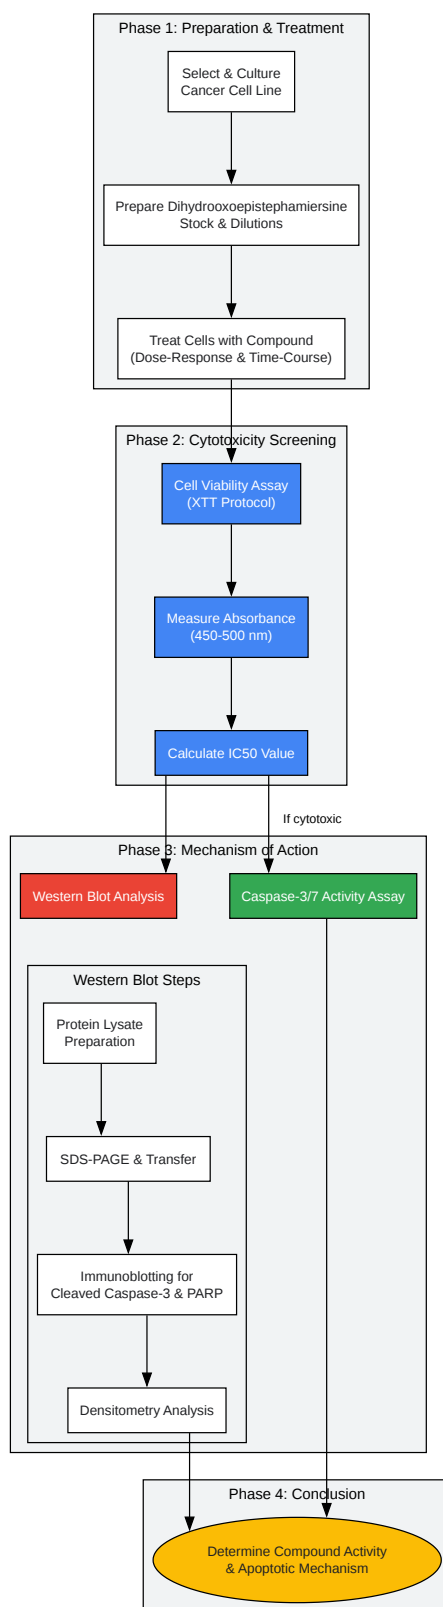 Phase 1: Preparation & Treatment
Select & Culture
Cancer Cell Line
Prepare Dihydrooxoepistephamiersine
Stock & Dilutions
Treat Cells with Compound
(Dose-Response & Time-Course)
Phase 2: Cytotoxicity Screening
Cell Viability Assay
(XTT Protocol)
Measure Absorbance
(450-500 nm)
Calculate IC50 Value
If cytotoxic
Phase 3: Mechanism of Action
Western Blot Analysis
Caspase-3/7 Activity Assay
Western Blot Steps
Protein Lysate
Preparation
SDS-PAGE & Transfer
Immunoblotting for
Cleaved Caspase-3 & PARP
Densitometry Analysis
Phase 4: Conclusion
Determine Compound Activity
& Apoptotic Mechanism